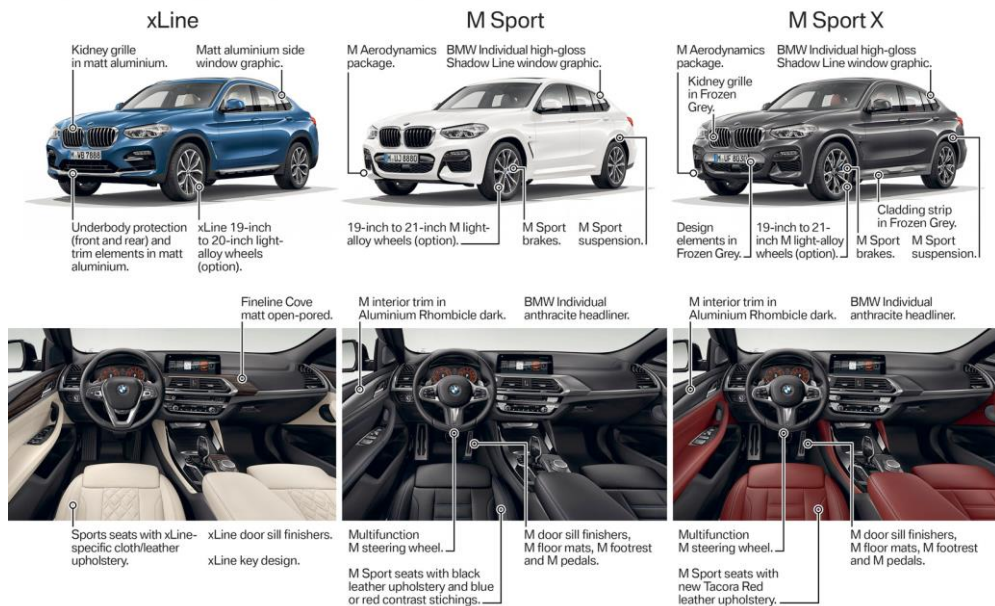 xLine
M Sport
M Sport X
Kidney grille
in matt aluminium.
Matt aluminium side
window graphic.
M Aerodynamics
package.
BMW Individual high-gloss
Shadow Line window graphic.
M Aerodynamics
package.
BMW Individual high-gloss
Shadow Line window graphic.
Kidney grille
in Frozen
Grey.
Underbody protection
(front and rear) and
trim elements in matt
aluminium.
xLine 19-inch
to 20-inch light-
alloy wheels
(option).
19-inch to 21-inch M light-
alloy wheels (option).
M Sport
brakes.
M Sport
suspension.
Design
elements in
Frozen Grey.
19-inch to 21-
inch M light-alloy
wheels (option).
M Sport
brakes.
Cladding strip
in Frozen Grey.
M Sport
suspension.
Fineline Cove
matt open-pored.
M interior trim in
Aluminium Rhombicle dark.
BMW Individual
anthracite headliner.
M interior trim in
Aluminium Rhombicle dark.
BMW Individual
anthracite headliner.
Sports seats with xLine-
specific cloth/leather
upholstery.
xLine door sill finishers.
xLine key design.
Multifunction
M steering wheel.
M Sport seats with black
leather upholstery and blue
or red contrast stichings.
M door sill finishers,
M floor mats, M footrest
and M pedals.
Multifunction
M steering wheel.
M Sport seats with
new Tacora Red
leather upholstery.
M door sill finishers,
M floor mats, M footrest
and M pedals.